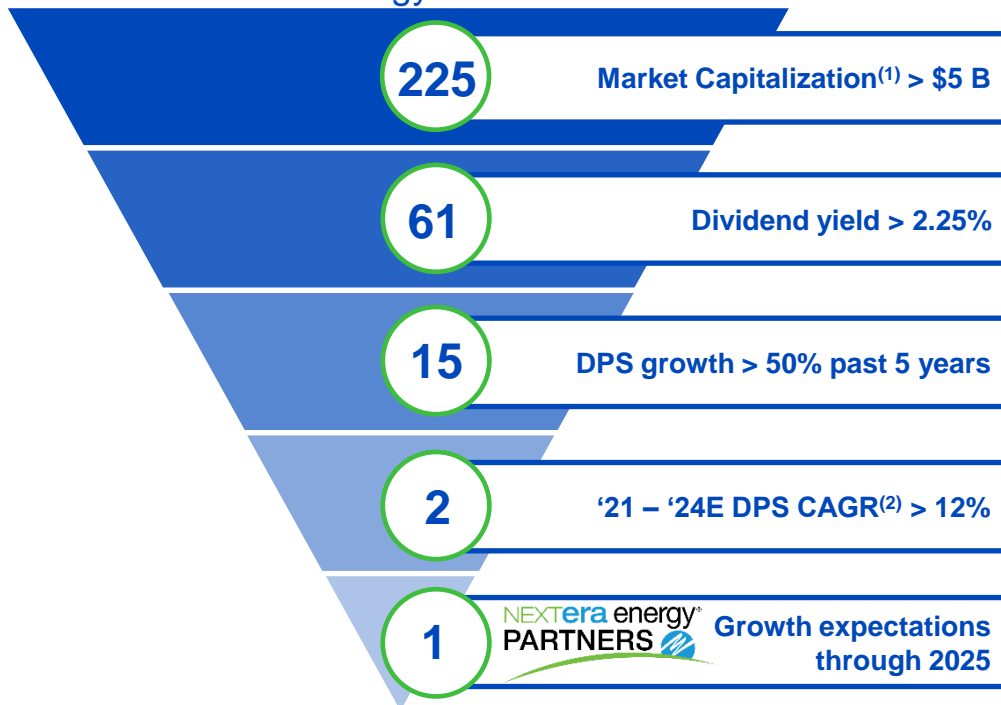 gy
225
Market Capitalization(1) > $5 B
61
Dividend yield > 2.25%
15
DPS growth > 50% past 5 years
2
‘21 – ‘24E DPS CAGR(2) > 12%
1
NEXTera energy®
PARTNERS
Growth expectations
through 2025